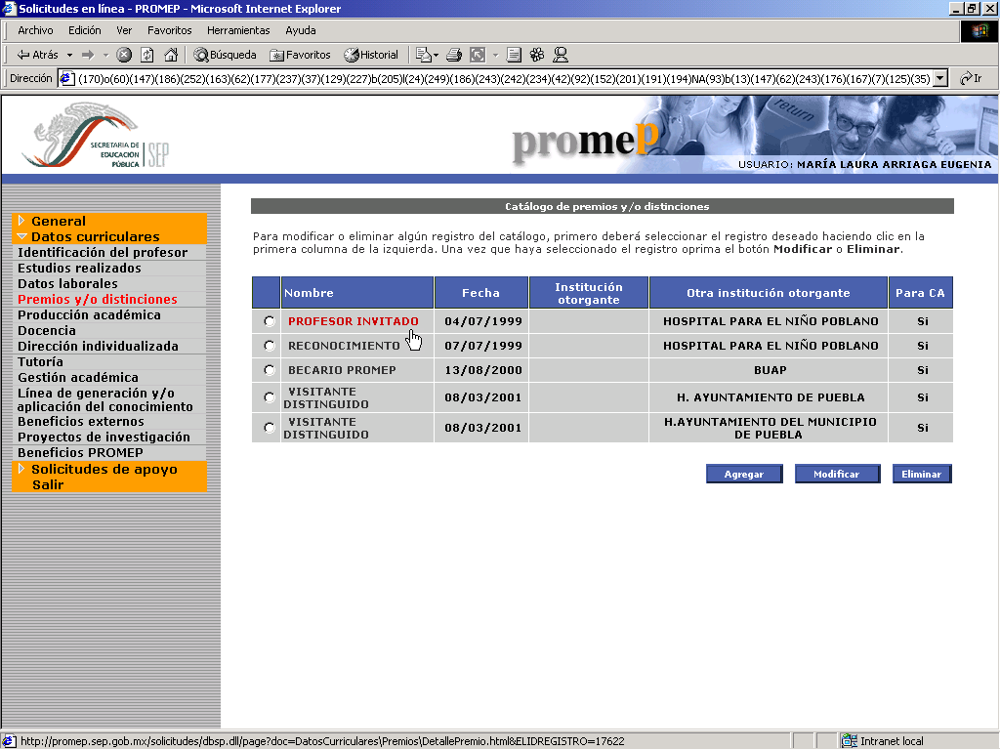 Solicitudes en línea - PROMEP - Microsoft Internet Explorer
Archivo Edición Ver Favoritos Herramientas Ayuda
Atrás Búsqueda Favoritos Historial
Dirección (170)o(60)(147)(186)(252)(163)(62)(177)(237)(37)(129)(227)b(205)l(24)(249)(186)(243)(242)(234)(42)(92)(152)(201)(191)(194)NA(93)b(13)(147)(62)(243)(176)(167)(7)(125)(35) Ir
SECRETARIA DE
EDUCACIÓN
PÚBLICA
SEP
promep
return
USUARIO: MARÍA LAURA ARRIAGA EUGENIA
General
Datos curriculares
Identificación del profesor
Estudios realizados
Datos laborales
Premios y/o distinciones
Producción académica
Docencia
Dirección individualizada
Tutoría
Gestión académica
Línea de generación y/o
aplicación del conocimiento
Beneficios externos
Proyectos de investigación
Beneficios PROMEP
Solicitudes de apoyo
Salir
Catálogo de premios y/o distinciones
Para modificar o eliminar algún registro del catálogo, primero deberá seleccionar el registro deseado haciendo clic en la
primera columna de la izquierda. Una vez que haya seleccionado el registro oprima el botón Modificar o Eliminar.
Nombre Fecha Institución otorgante Otra institución otorgante Para CA
PROFESOR INVITADO 04/07/1999 HOSPITAL PARA EL NIÑO POBLANO Si
RECONOCIMIENTO 07/07/1999 HOSPITAL PARA EL NIÑO POBLANO Si
BECARIO PROMEP 13/08/2000 BUAP Si
VISITANTE DISTINGUIDO 08/03/2001 H. AYUNTAMIENTO DE PUEBLA Si
VISITANTE DISTINGUIDO 08/03/2001 H.AYUNTAMIENTO DEL MUNICIPIO DE PUEBLA Si
Agregar Modificar Eliminar
http://promep.sep.gob.mx/solicitudes/dbsp.dll/page?doc=DatosCurriculares\Premios\DetallePremio.html&ELIDREGISTRO=17622 Intranet local